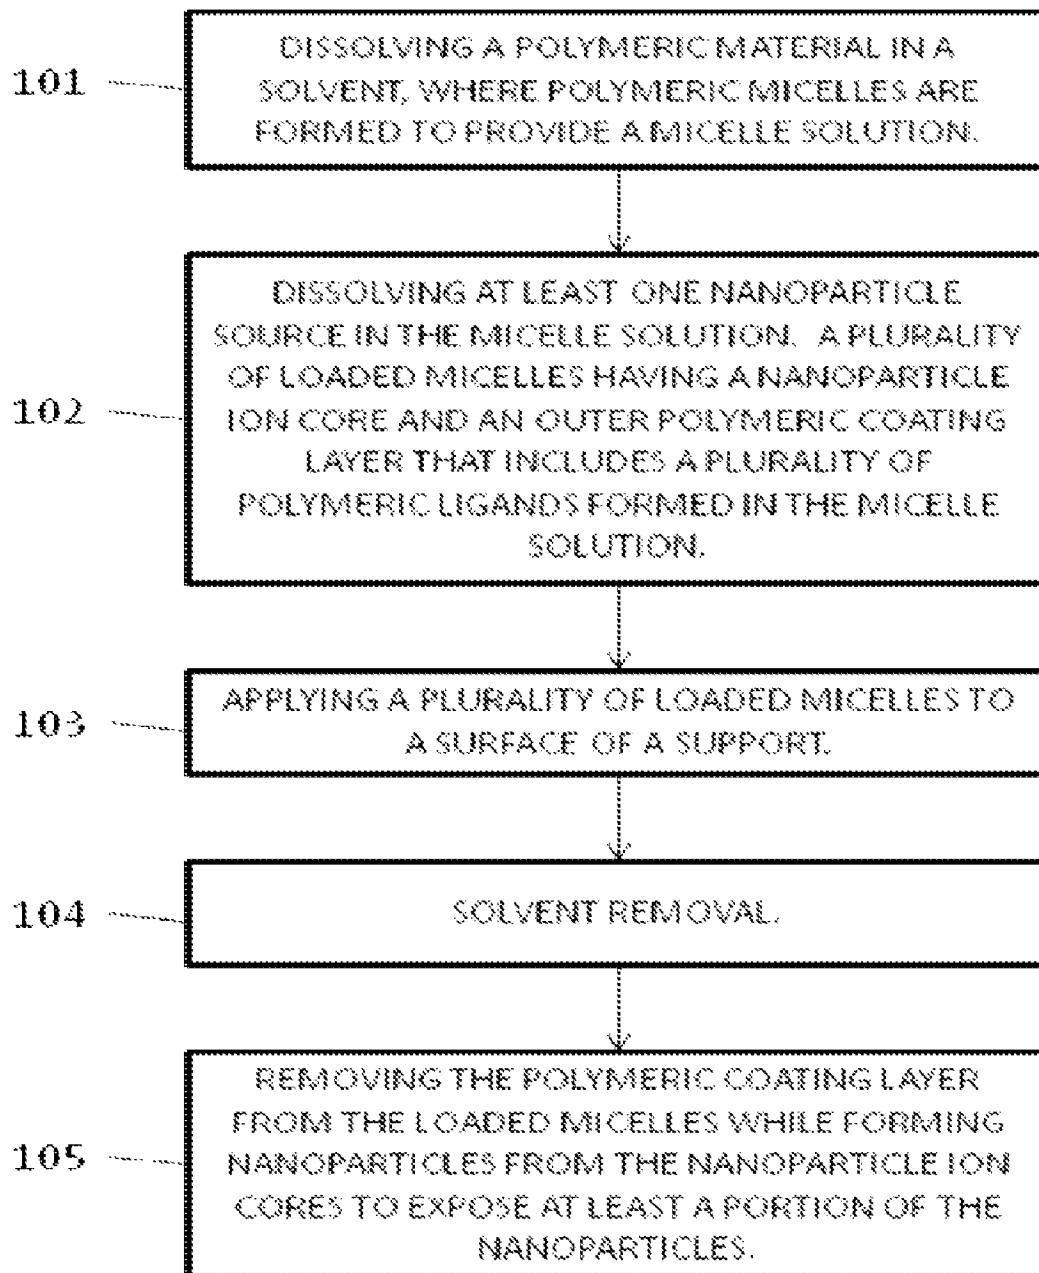 101
DISSOLVING A POLYMERIC MATERIAL IN A
SOLVENT, WHERE POLYMERIC MICELLES ARE
FORMED TO PROVIDE A MICELLE SOLUTION.
102
DISSOLVING AT LEAST ONE NANOPARTICLE
SOURCE IN THE MICELLE SOLUTION. A PLURALITY
OF LOADED MICELLES HAVING A NANOPARTICLE
ION CORE AND AN OUTER POLYMERIC COATING
LAYER THAT INCLUDES A PLURALITY OF
POLYMERIC LIGANDS FORMED IN THE MICELLE
SOLUTION.
103
APPLYING A PLURALITY OF LOADED MICELLES TO
A SURFACE OF A SUPPORT.
104
SOLVENT REMOVAL.
105
REMOVING THE POLYMERIC COATING LAYER
FROM THE LOADED MICELLES WHILE FORMING
NANOPARTICLES FROM THE NANOPARTICLE ION
CORES TO EXPOSE AT LEAST A PORTION OF THE
NANOPARTICLES.